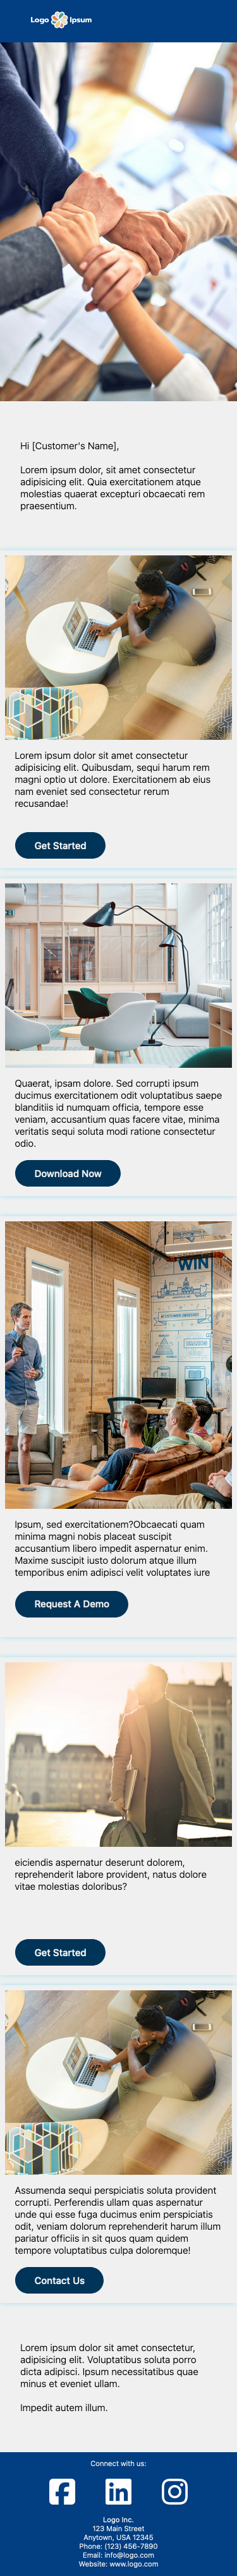 Logo Ipsum
Hi [Customer's Name],
Lorem ipsum dolor, sit amet consectetur
adipisicing elit. Quia exercitationem atque
molestias quaerat excepturi obcaecati rem
praesentium.
Lorem ipsum dolor sit amet consectetur
adipisicing elit. Quibusdam, sequi harum rem
magni optio ut dolore. Exercitationem ab eius
nam eveniet sed consectetur rerum
recusandae!
Get Started
Quaerat, ipsam dolore. Sed corrupti ipsum
ducimus exercitationem odit voluptatibus saepe
blanditiis id numquam officia, tempore esse
veniam, accusantium quas facere vitae, minima
veritatis sequi soluta modi ratione consectetur
odio.
Download Now
WIN
Ipsum, sed exercitationem?Obcaecati quam
minima magni nobis placeat suscipit
accusantium libero impedit aspernatur enim.
Maxime suscipit iusto dolorum atque illum
temporibus enim adipisci velit voluptates iure
Request A Demo
eiciendis aspernatur deserunt dolorem,
reprehenderit labore provident, natus dolore
vitae molestias doloribus?
Get Started
Assumenda sequi perspiciatis soluta provident
corrupti. Perferendis ullam quas aspernatur
unde qui esse fuga ducimus enim perspiciatis
odit, veniam dolorum reprehenderit harum illum
pariatur officiis in sit quos quam quidem
tempore voluptatibus culpa doloremque!
Contact Us
Lorem ipsum dolor sit amet consectetur,
adipisicing elit. Voluptatibus soluta porro
dicta adipisci. Ipsum necessitatibus quae
minus et eveniet ullam.
Impedit autem illum.
Connect with us:
Logo Inc.
123 Main Street
Anytown, USA 12345
Phone: (123) 456-7890
Email: info@logo.com
Website: www.logo.com